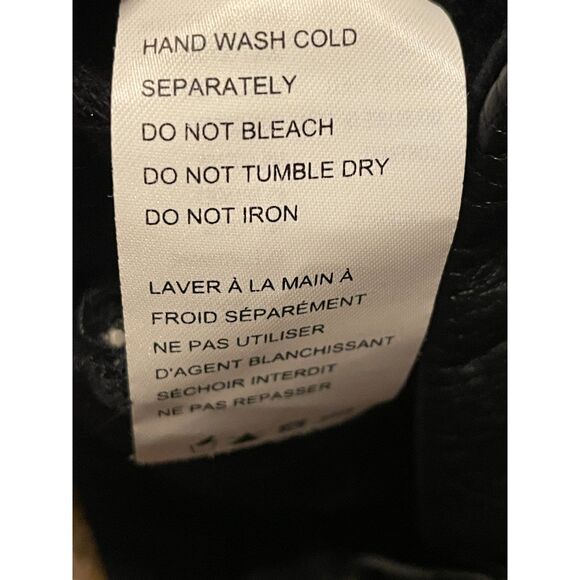 HAND WASH COLD
SEPARATELY
DO NOT BLEACH
DO NOT TUMBLE DRY
DO NOT IRON
LAVER À LA MAIN À
FROID SÉPARÉMENT
NE PAS UTILISER
D'AGENT BLANCHISSANT
SÉCHOIR INTERDIT
NE PAS REPASSER